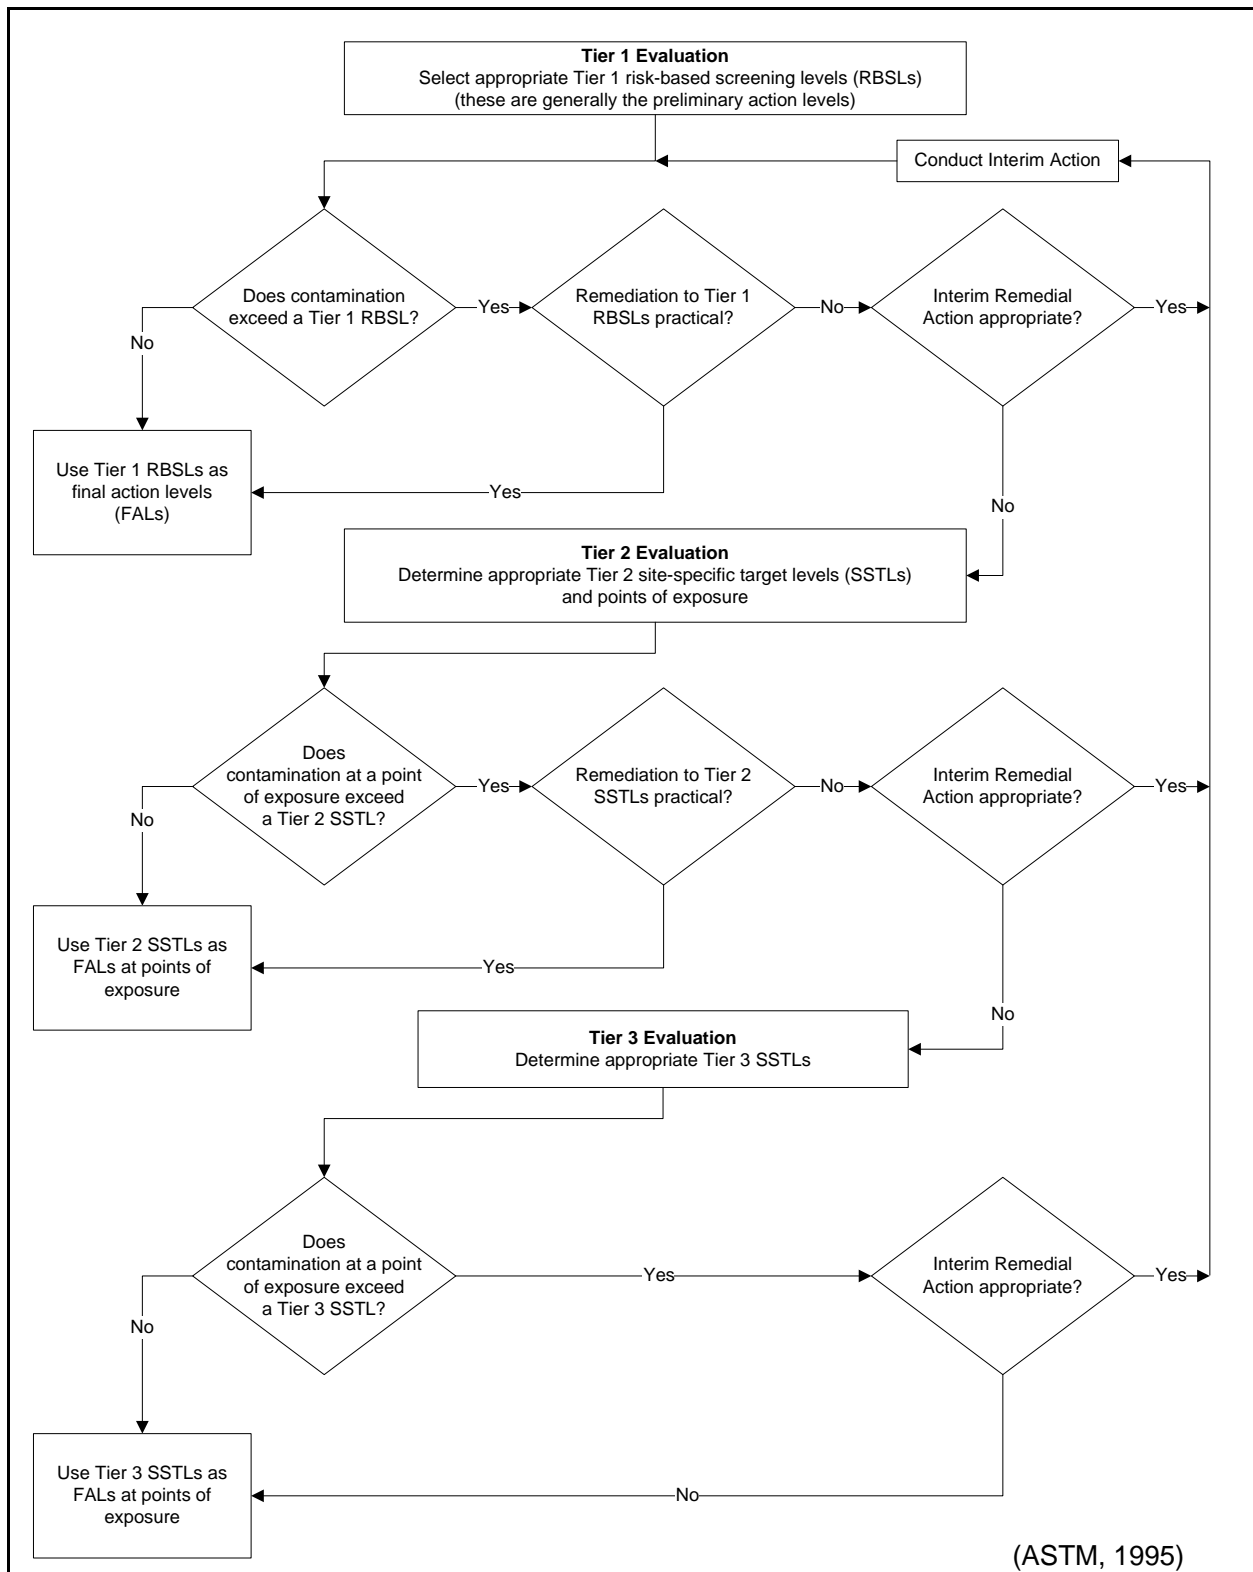 Tier 1 Evaluation
Select appropriate Tier 1 risk-based screening levels (RBSLs)
(these are generally the preliminary action levels)
Conduct Interim Action
Does contamination
exceed a Tier 1 RBSL?
Yes
Remediation to Tier 1
RBSLs practical?
No
Interim Remedial
Action appropriate?
Yes
No
Use Tier 1 RBSLs as
final action levels
(FALs)
Yes
No
Tier 2 Evaluation
Determine appropriate Tier 2 site-specific target levels (SSTLs)
and points of exposure
Does
contamination at a point
of exposure exceed
a Tier 2 SSTL?
Yes
Remediation to Tier 2
SSTLs practical?
No
Interim Remedial
Action appropriate?
Yes
No
Use Tier 2 SSTLs as
FALs at points of
exposure
Yes
No
Tier 3 Evaluation
Determine appropriate Tier 3 SSTLs
Does
contamination at a point
of exposure exceed
a Tier 3 SSTL?
Yes
Interim Remedial
Action appropriate?
Yes
No
Use Tier 3 SSTLs as
FALs at points of
exposure
No
(ASTM, 1995)